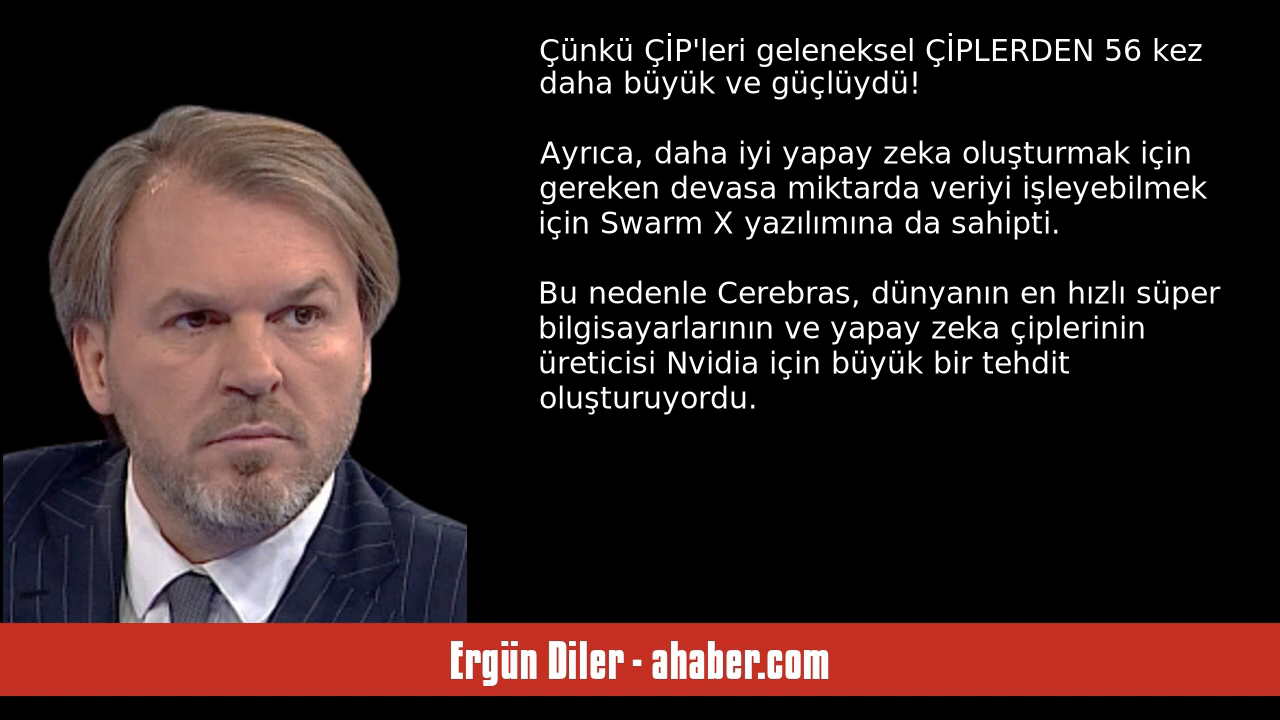 Çünkü ÇİP'leri geleneksel ÇİPLERDEN 56 kez
daha büyük ve güçlüydü!
Ayrıca, daha iyi yapay zeka oluşturmak için
gereken devasa miktarda veriyi işleyebilmek
için Swarm X yazılımına da sahipti.
Bu nedenle Cerebras, dünyanın en hızlı süper
bilgisayarlarının ve yapay zeka çiplerinin
üreticisi Nvidia için büyük bir tehdit
oluşturuyordu.
Ergün Diler - ahaber.com